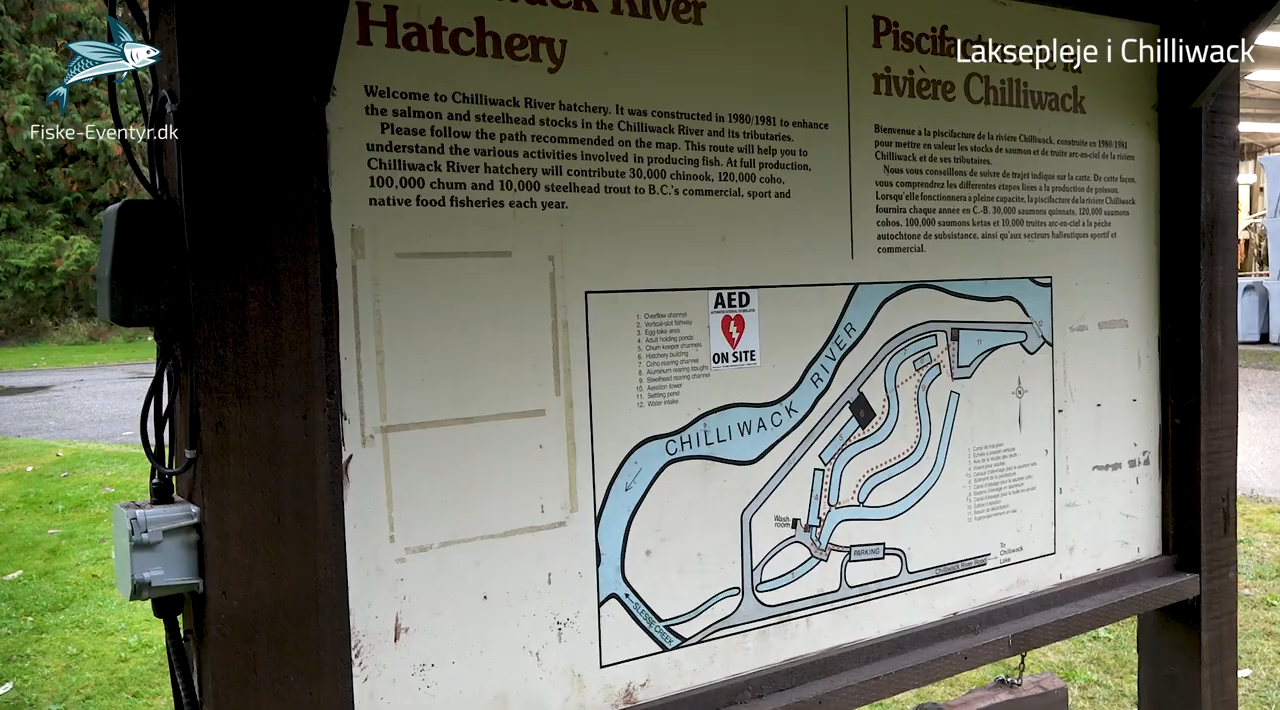 Laksepleje i Chilliwack
Fiske-Eventyr.dk
River
Hatchery
Welcome to Chilliwack River hatchery. It was constructed in 1980/1981 to enhance
the salmon and steelhead stocks in the Chilliwack River and its tributaries.
Please follow the path recommended on the map. This route will help you to
understand the various activities involved in producing fish. At full production,
Chilliwack River hatchery will contribute 30,000 chinook, 120,000 coho,
100,000 chum and 10,000 steelhead trout to B.C.'s commercial, sport and
native food fisheries each year.
rivière Chilliwack
Bienvenue à la piscifacture de la rivière Chilliwack, construite en 1980/1981
pour mettre en valeur les stocks de saumon et de truite arc-en-ciel de la rivière
Chilliwack et de ses tributaires.
Nous vous conseillons de suivre de trajet indiqué sur la carte. De cette façon,
vous comprendrez les différentes étapes liées à la production de poisson.
Lorsqu'elle fonctionnera à pleine capacité, la piscifacture de la rivière Chilliwack
fournira chaque année en C.-B. 30,000 saumons quinnats, 120,000 saumons
cohos, 100,000 saumons ketas et 10,000 truites arc-en-ciel à la pêche
autochtone de subsistance, ainsi qu'aux secteurs halieutiques sportif et
commercial.
1. Overflow channel
2. Vertical-slot fishway
3. Egg-take area
4. Adult holding ponds
5. Chum keeper channels
6. Hatchery building
7. Coho rearing channel
8. Aluminum rearing troughs
9. Steelhead rearing channel
10. Aeration tower
11. Settling pond
12. Water intake
AED
ON SITE
CHILLIWACK RIVER
11
12
6
N
Wash
room
PARKING
To
Chilliwack
Lake
Chilliwack River Road
SLESSE CREEK